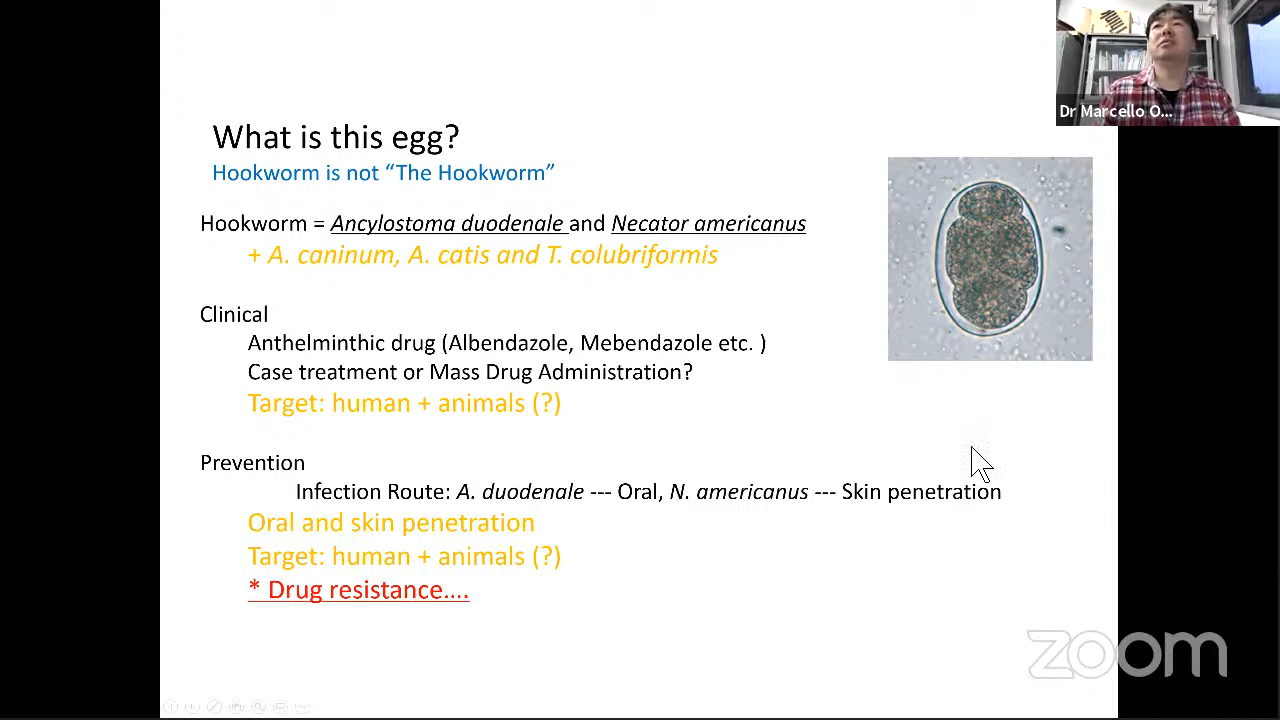 What is this egg?
Hookworm is not “The Hookworm”
Hookworm = Ancylostoma duodenale and Necator americanus
+ A. caninum, A. catis and T. colubriformis
Clinical
Anthelminthic drug (Albendazole, Mebendazole etc. )
Case treatment or Mass Drug Administration?
Target: human + animals (?)
Prevention
Infection Route: A. duodenale --- Oral, N. americanus --- Skin penetration
Oral and skin penetration
Target: human + animals (?)
* Drug resistance....
Dr Marcello O...
zoom